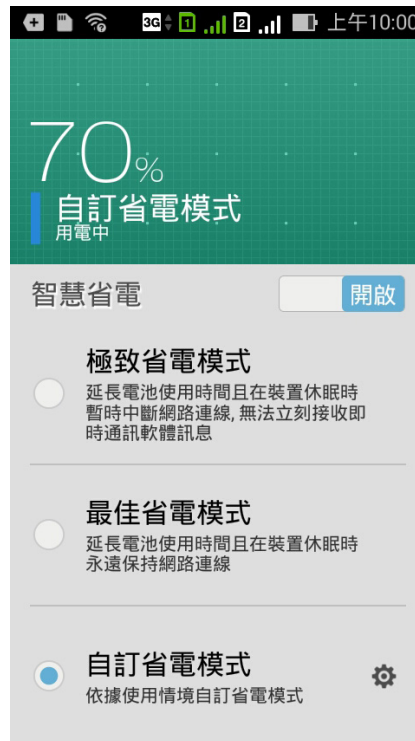 3G 1 2 上午10:00
70%
自訂省電模式
用電中
智慧省電
開啟
極致省電模式
延長電池使用時間且在裝置休眠時
暫時中斷網路連線, 無法立刻接收即
時通訊軟體訊息
最佳省電模式
延長電池使用時間且在裝置休眠時
永遠保持網路連線
自訂省電模式
依據使用情境自訂省電模式